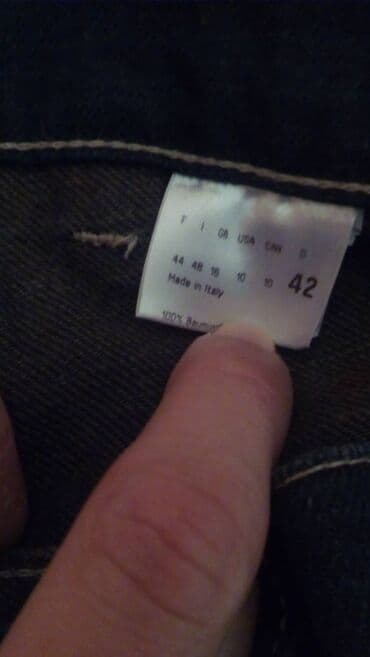 F I GB USA CAN D
44 48 16 10 10 42
Made in Italy
100%